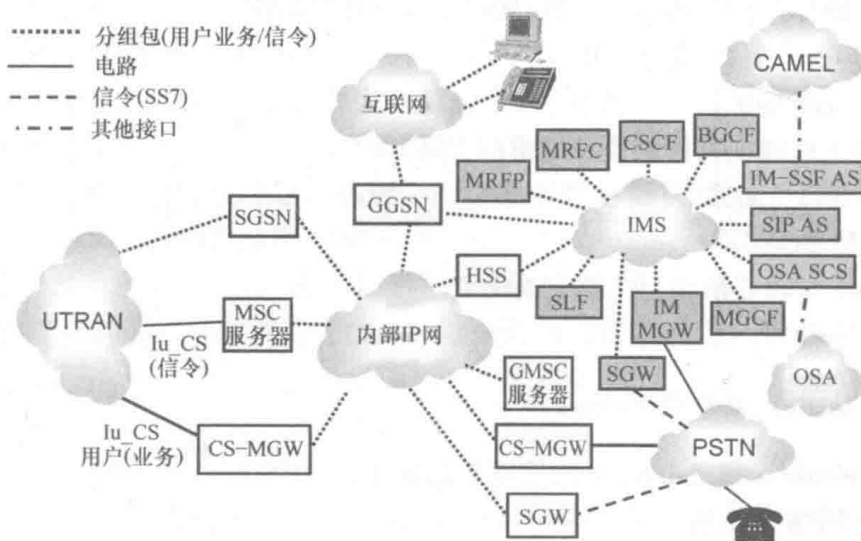 分组包(用户业务/信令)
电路
信令(SS7)
其他接口
互联网
CAMEL
MRFP
MRFC
CSCF
BGCF
IM-SSF AS
SGSN
GGSN
IMS
SIP AS
HSS
OSA SCS
UTRAN
MSC
服务器
内部IP网
SLF
IM
MGW
MGCF
Iu_CS
(信令)
GMSC
服务器
SGW
OSA
Iu_CS
用户(业务)
CS-MGW
CS-MGW
PSTN
SGW